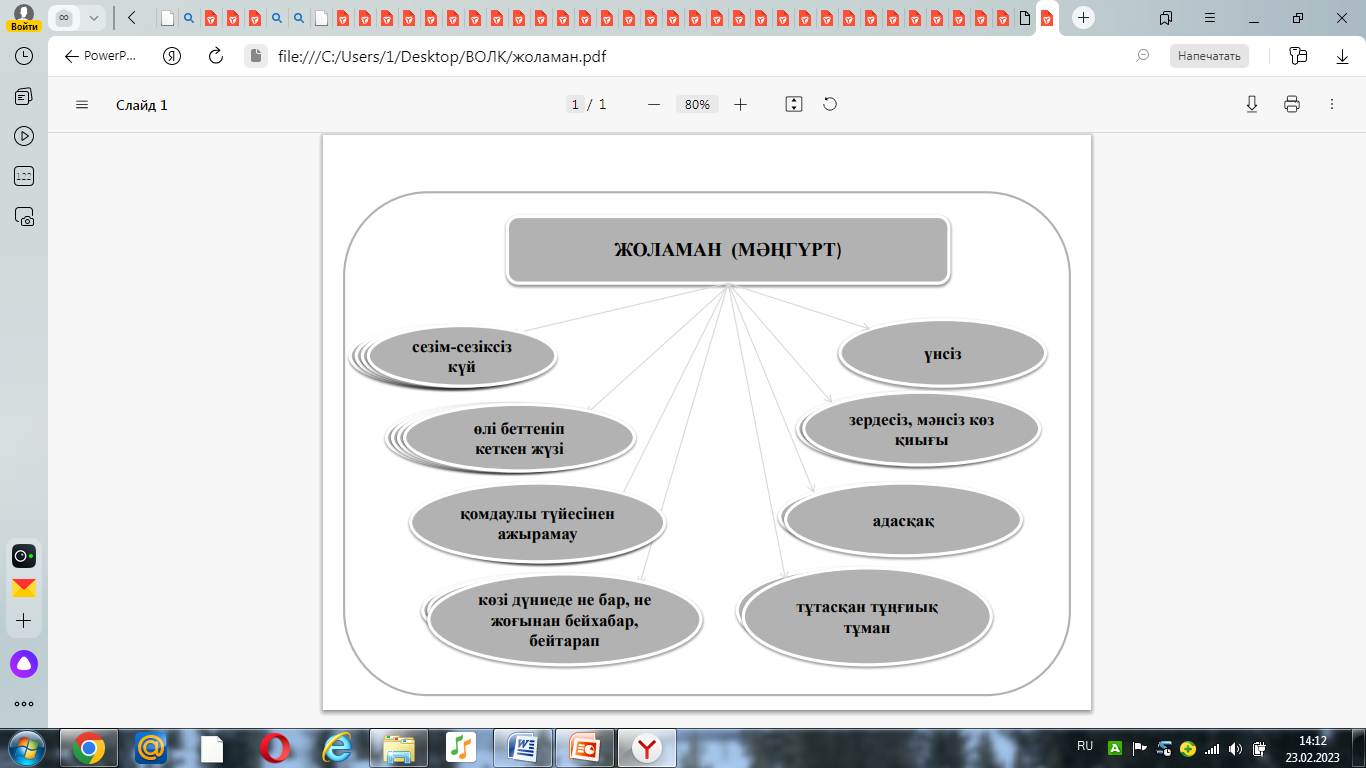 Войти
PowerP...
file:///C:/Users/1/Desktop/ВОЛК/жоламан.pdf
Напечатать
Слайд 1
1 / 1
80%
ЖОЛАМАН (МӘҢГҮРТ)
сезім-сезіксіз
күй
үнсіз
өлі беттеніп
кеткен жүзі
зердесіз, мәнсіз көз
қиығы
қомдаулы түйесінен
ажырамау
адасқақ
көзі дүниеде не бар, не
жоғынан бейхабар,
бейтарап
тұтасқан тұңғиық
тұман
RU
14:12
23.02.2023